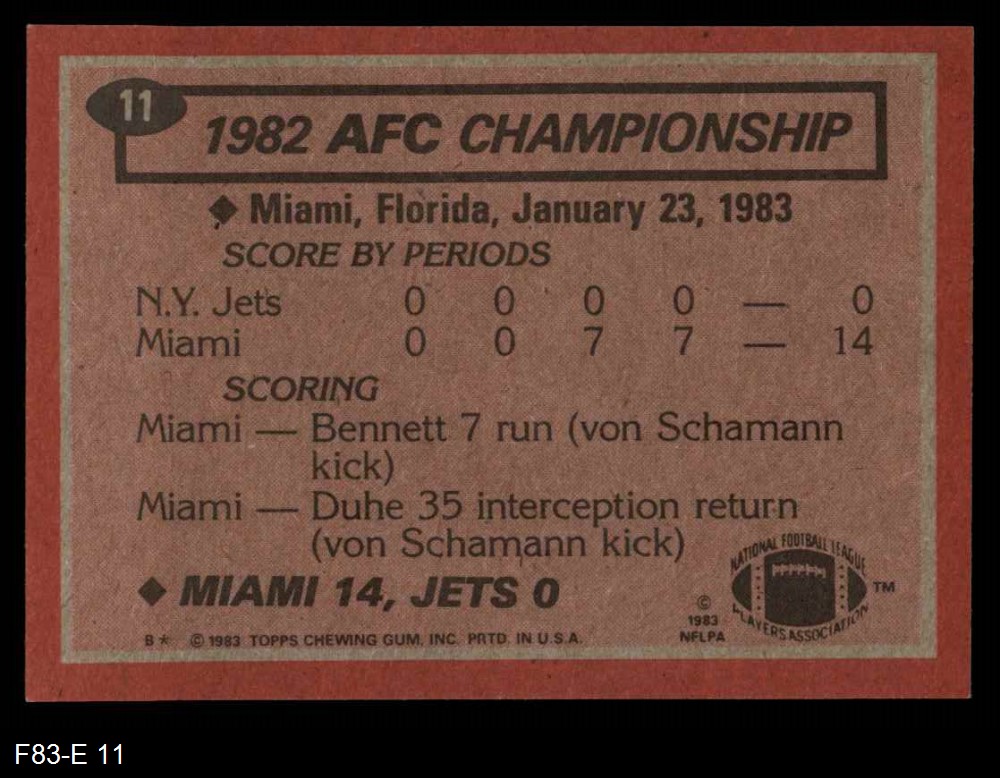 11
1982 AFC CHAMPIONSHIP
◆ Miami, Florida, January 23, 1983
SCORE BY PERIODS
N.Y. Jets 0 0 0 0 — 0
Miami 0 0 7 7 — 14
SCORING
Miami — Bennett 7 run (von Schamann
kick)
Miami — Duhe 35 interception return
(von Schamann kick)
◆ MIAMI 14, JETS 0
NATIONAL FOOTBALL LEAGUE
PLAYERS ASSOCIATION
TM
©
1983
NFLPA
B* © 1983 TOPPS CHEWING GUM, INC. PRTD. IN U.S.A.
F83-E 11